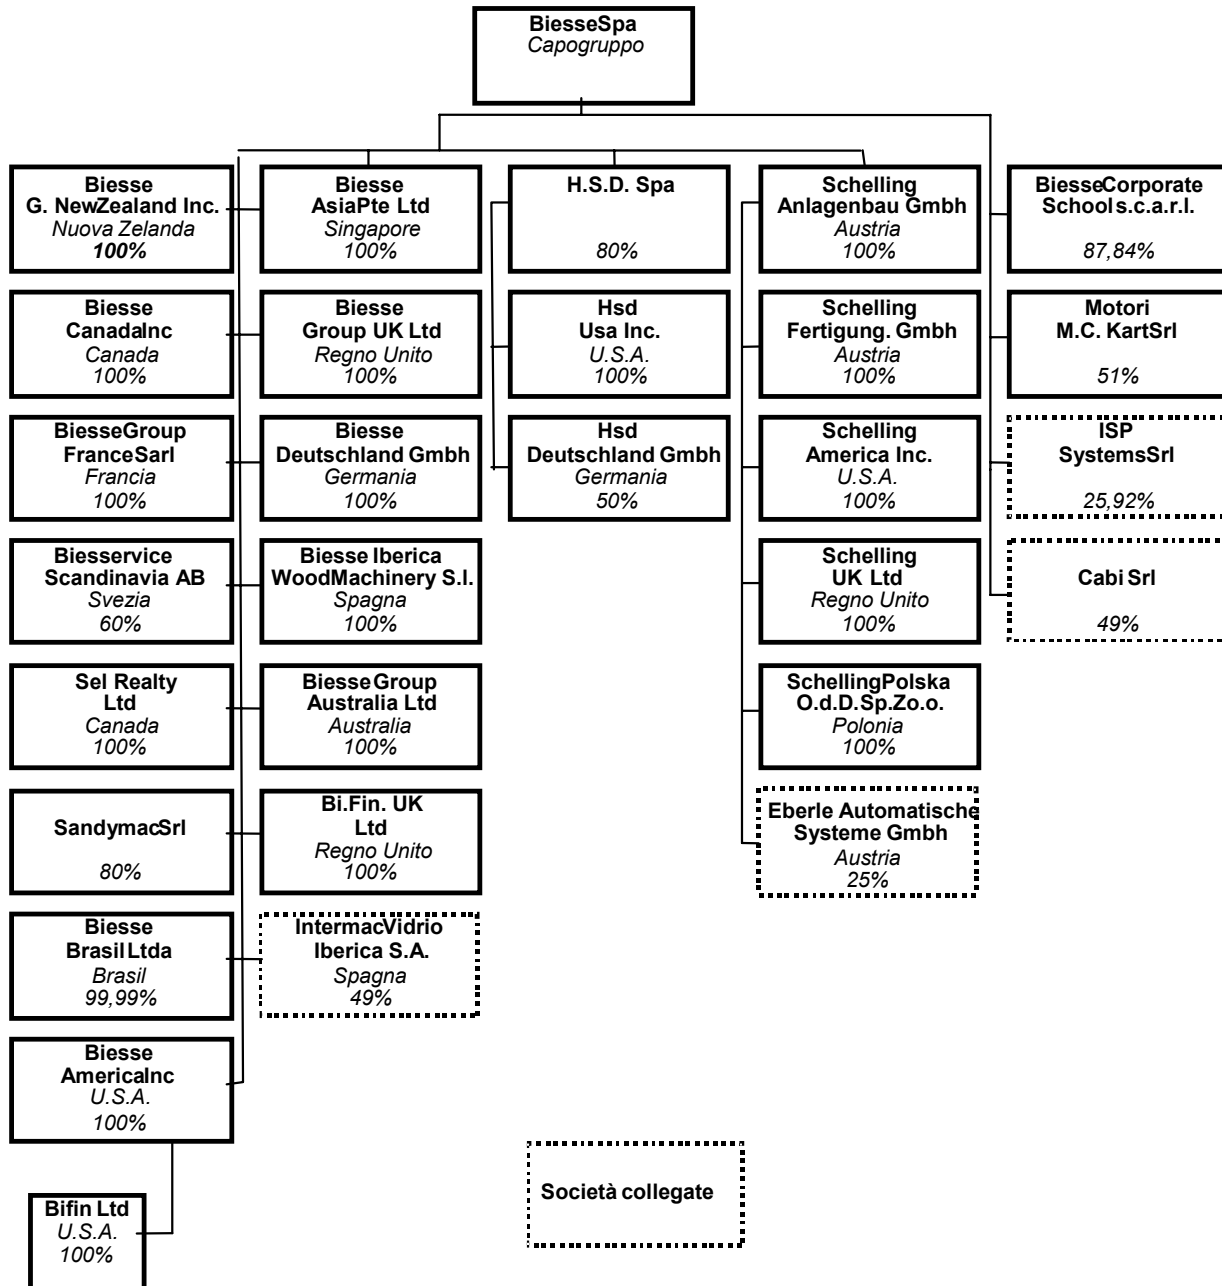 BiesseSpa
Capogruppo
Biesse
G. NewZealand Inc.
Nuova Zelanda
100%
Biesse
AsiaPte Ltd
Singapore
100%
H.S.D. Spa
80%
Schelling
Anlagenbau Gmbh
Austria
100%
BiesseCorporate
Schools.c.a.r.l.
87,84%
Biesse
CanadaInc
Canada
100%
Biesse
Group UK Ltd
Regno Unito
100%
Hsd
Usa Inc.
U.S.A.
100%
Schelling
Fertigung. Gmbh
Austria
100%
Motori
M.C. KartSrl
51%
BiesseGroup
FranceSarl
Francia
100%
Biesse
Deutschland Gmbh
Germania
100%
Hsd
Deutschland Gmbh
Germania
50%
Schelling
America Inc.
U.S.A.
100%
ISP
SystemsSrl
25,92%
Biesservice
Scandinavia AB
Svezia
60%
Biesse Iberica
WoodMachinery S.l.
Spagna
100%
Schelling
UK Ltd
Regno Unito
100%
Cabi Srl
49%
Sel Realty
Ltd
Canada
100%
BiesseGroup
Australia Ltd
Australia
100%
SchellingPolska
O.d.D.Sp.Zo.o.
Polonia
100%
SandymacSrl
80%
Bi.Fin. UK
Ltd
Regno Unito
100%
Eberle Automatische
Systeme Gmbh
Austria
25%
Biesse
BrasilLtda
Brasil
99,99%
IntermacVidrio
Iberica S.A.
Spagna
49%
Biesse
AmericaInc
U.S.A.
100%
Società collegate
Bifin Ltd
U.S.A.
100%